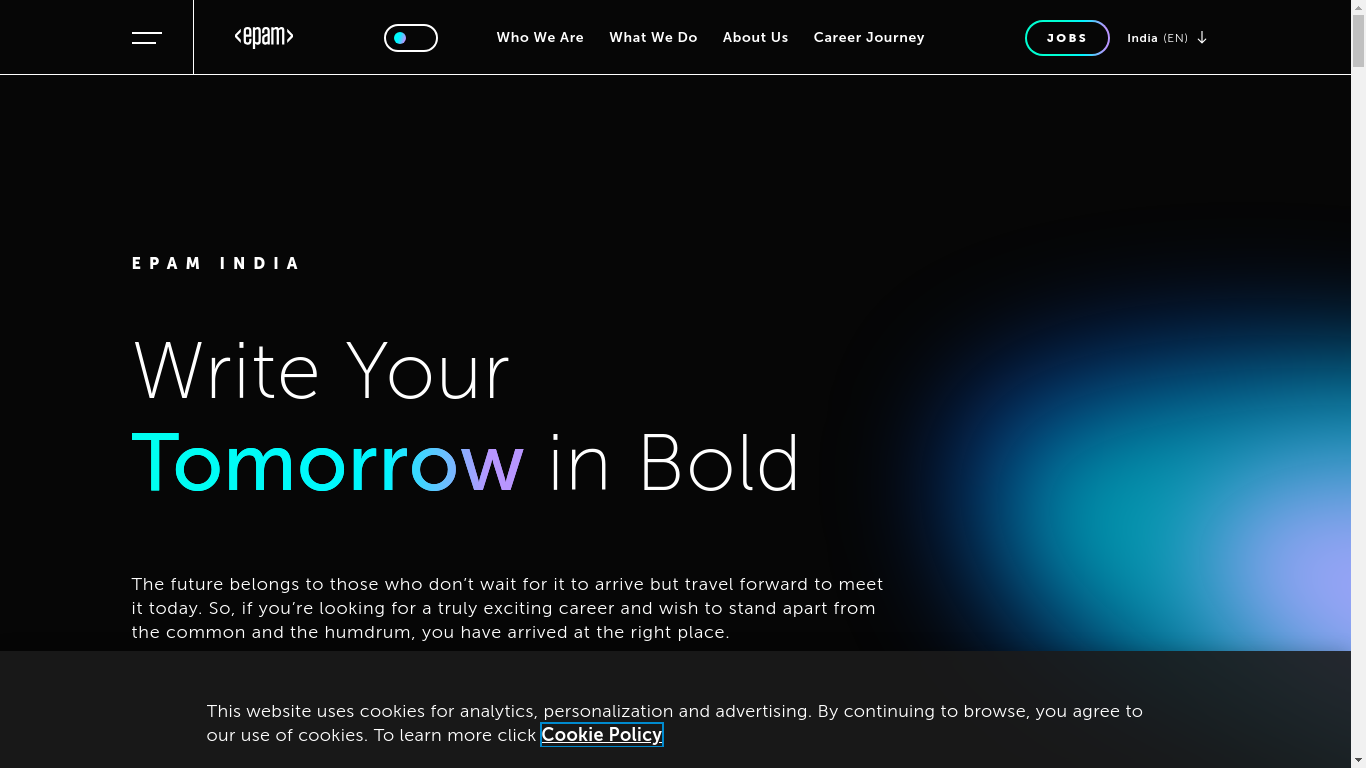 <epam>
Who We Are
What We Do
About Us
Career Journey
JOBS
India (EN)
EPAM INDIA
Write Your
Tomorrow in Bold
The future belongs to those who don’t wait for it to arrive but travel forward to meet
it today. So, if you’re looking for a truly exciting career and wish to stand apart from
the common and the humdrum, you have arrived at the right place.
This website uses cookies for analytics, personalization and advertising. By continuing to browse, you agree to
our use of cookies. To learn more click Cookie Policy